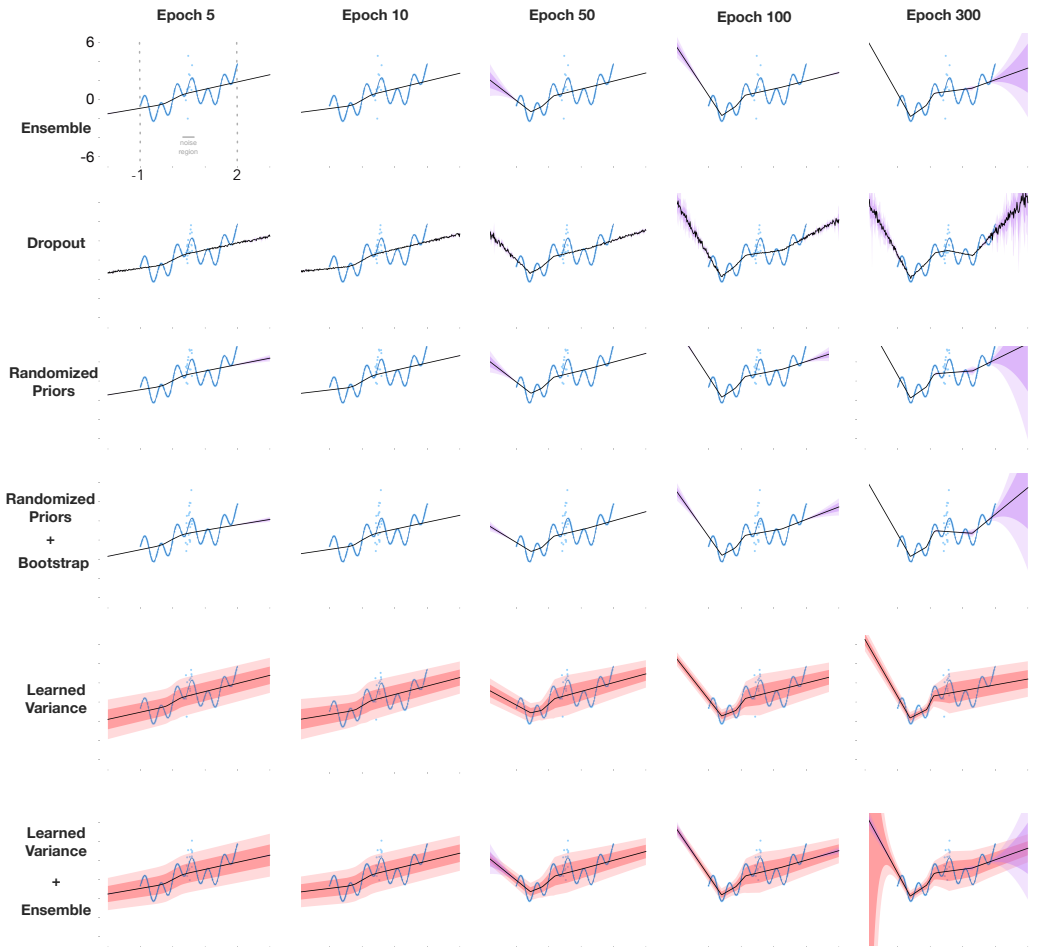 Epoch 5
Epoch 10
Epoch 50
Epoch 100
Epoch 300
6
0
Ensemble
-6
noise
region
-1
2
Dropout
Randomized
Priors
Randomized
Priors
+
Bootstrap
Learned
Variance
Learned
Variance
+
Ensemble